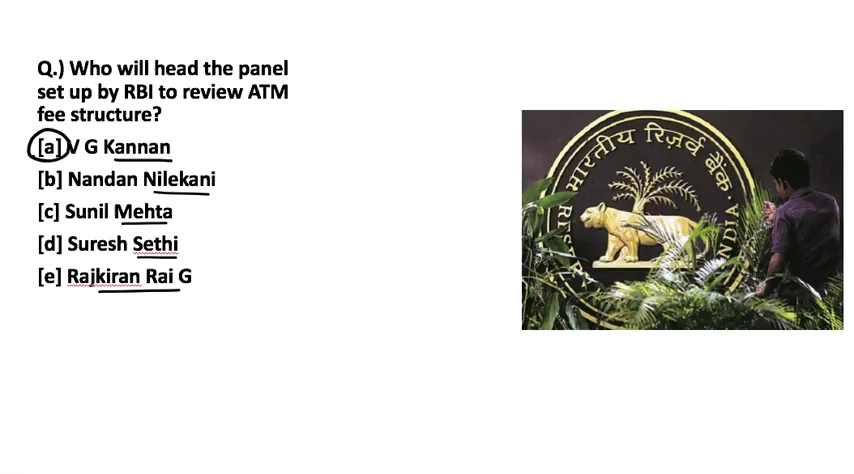 Q.) Who will head the panel
set up by RBI to review ATM
fee structure?
[a] V G Kannan
[b] Nandan Nilekani
[c] Sunil Mehta
[d] Suresh Sethi
[e] Rajkiran Rai G
भारतीय रिज़र्व बैंक
INDIA